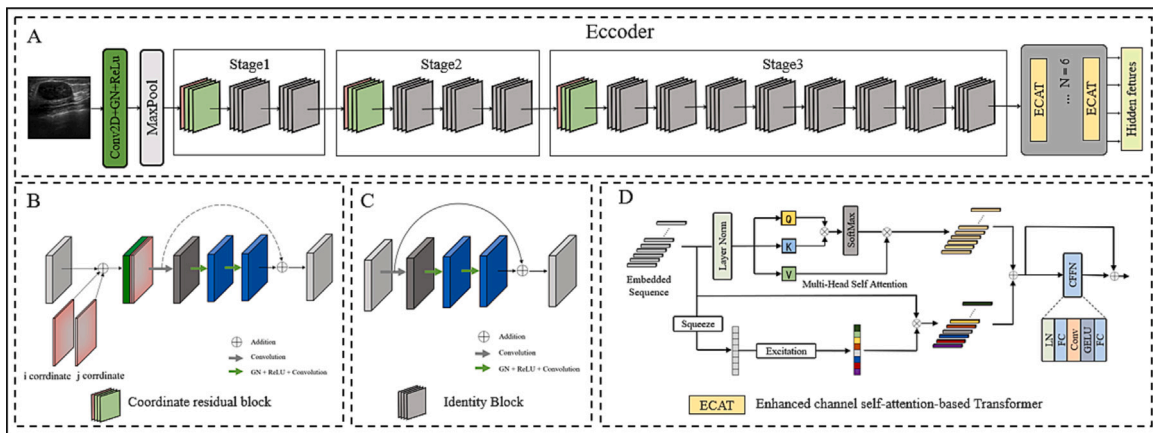 A
Eccoder
Conv2D+GN+ReLu
MaxPool
Stage1
Stage2
Stage3
ECAT
... N=6
ECAT
Hidden fetures
B
i corrdinate
j corrdinate
Addition
Convolution
GN + ReLU + Convolution
Coordinate residual block
C
Addition
Convolution
GN + ReLU + Convolution
Identity Block
D
Embedded
Sequence
Layer Norm
Q
K
V
SoftMax
Multi-Head Self Attention
Squeeze
Excitation
CFFN
LN
FC
Conv
GELU
FC
ECAT
Enhanced channel self-attention-based Transformer